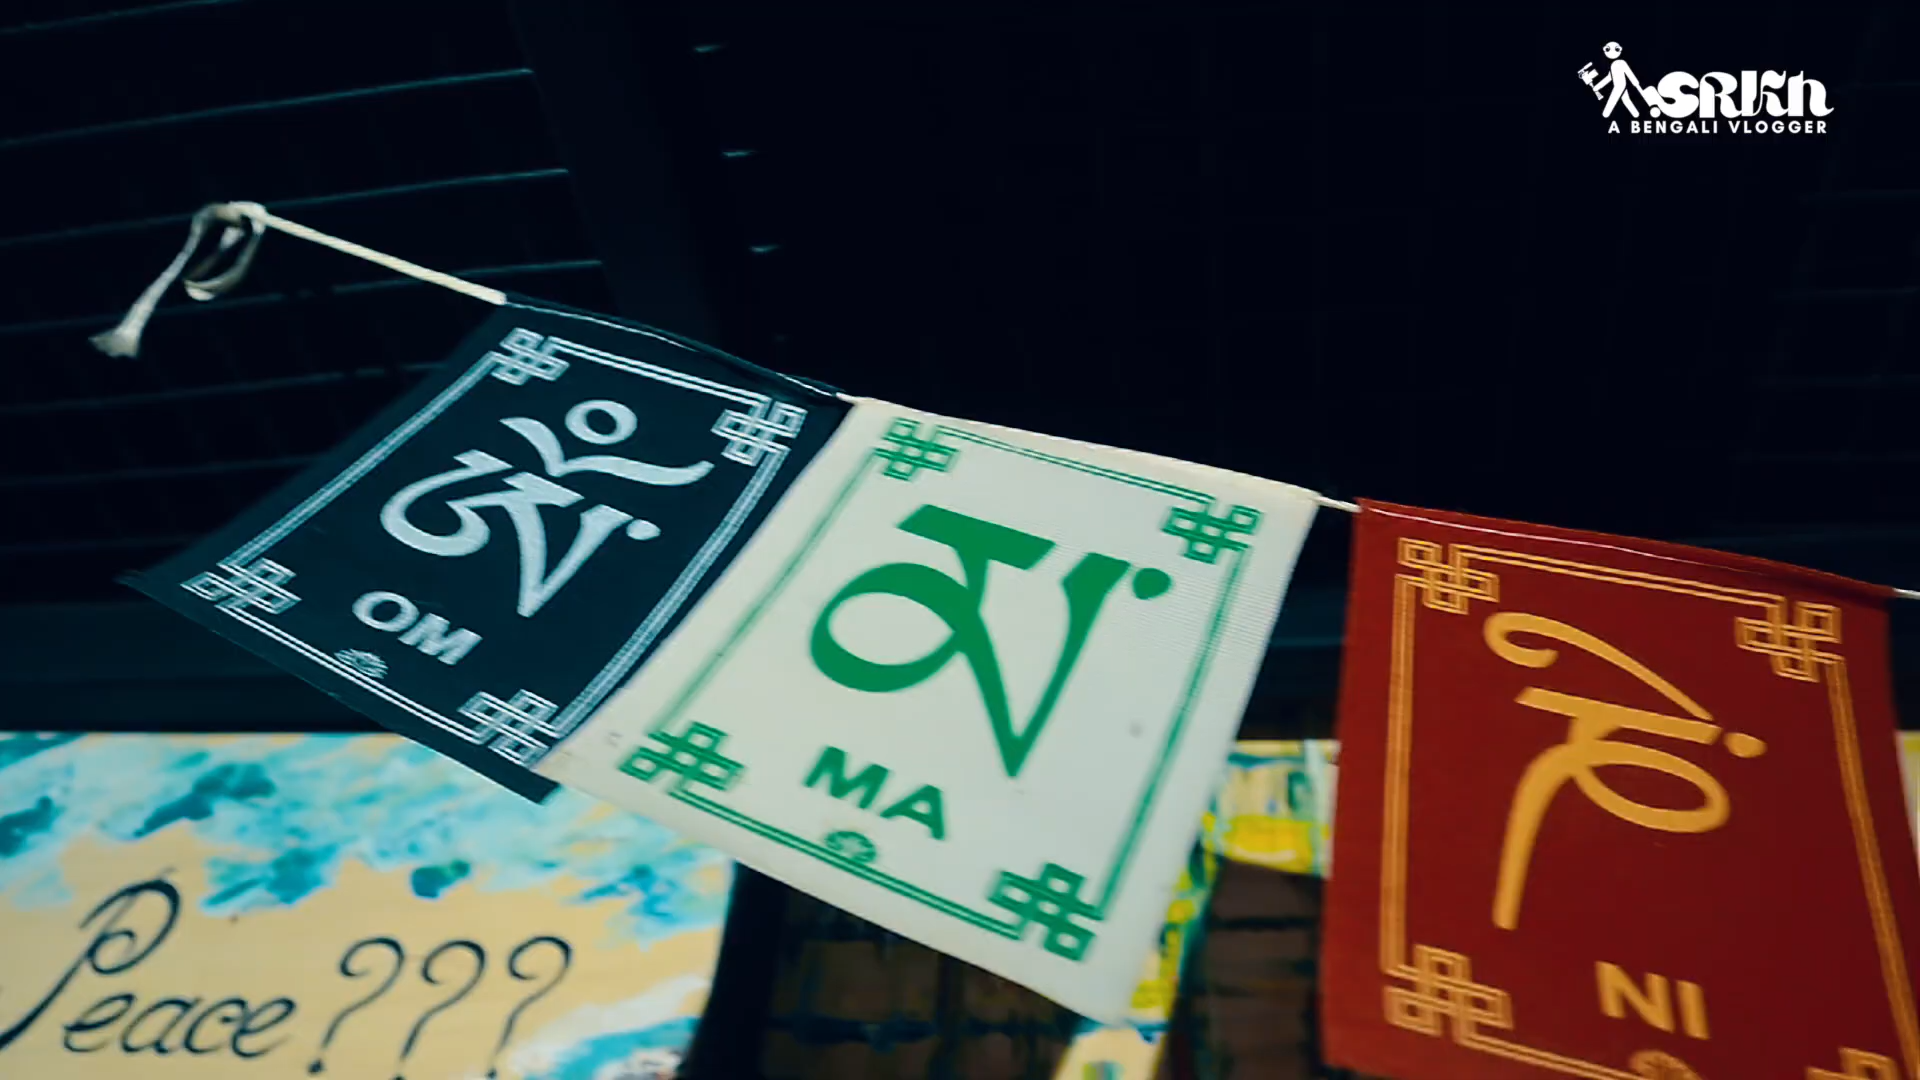 SRKn
A BENGALI VLOGGER
ༀ
OM
མ
MA
ཎི
NI
Peace???